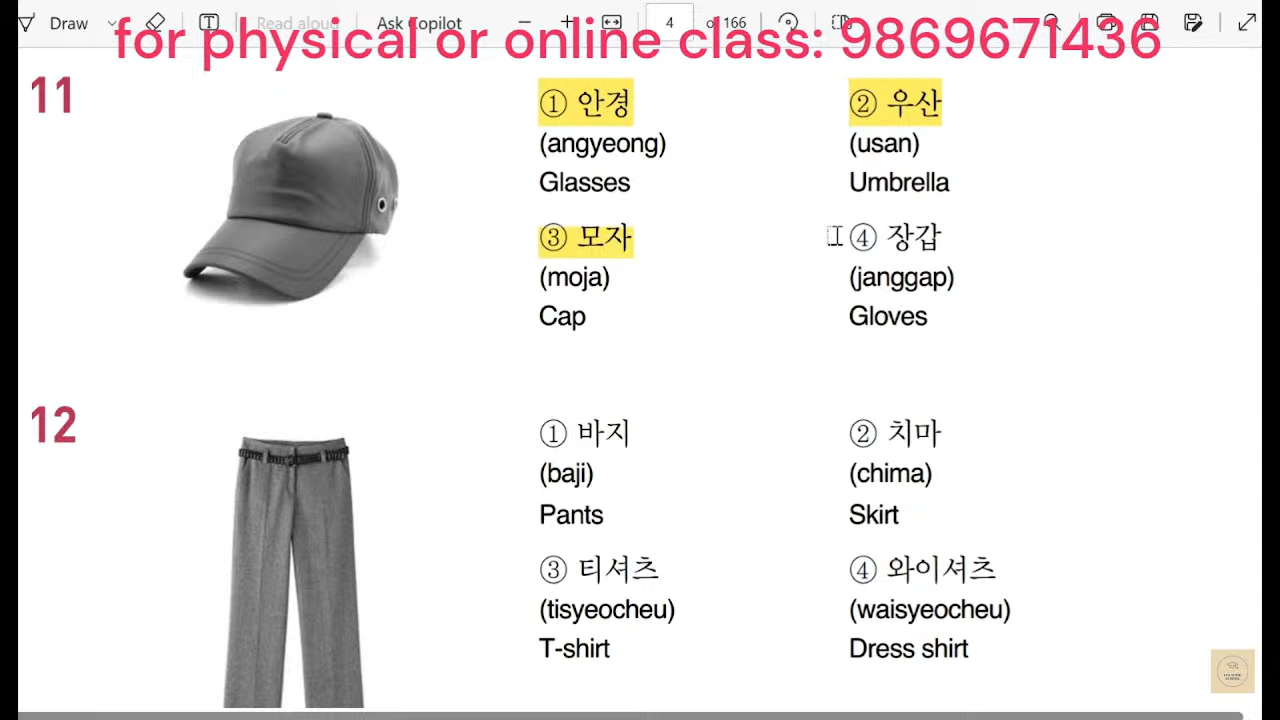 Draw
Read aloud
Ask Copilot
4 of 166
for physical or online class: 9869671436
11
① 안경
② 우산
(angyeong)
(usan)
Glasses
Umbrella
③ 모자
④ 장갑
(moja)
(janggap)
Cap
Gloves
12
① 바지
② 치마
(baji)
(chima)
Pants
Skirt
③ 티셔츠
④ 와이셔츠
(tisyeocheu)
(waisyeocheu)
T-shirt
Dress shirt